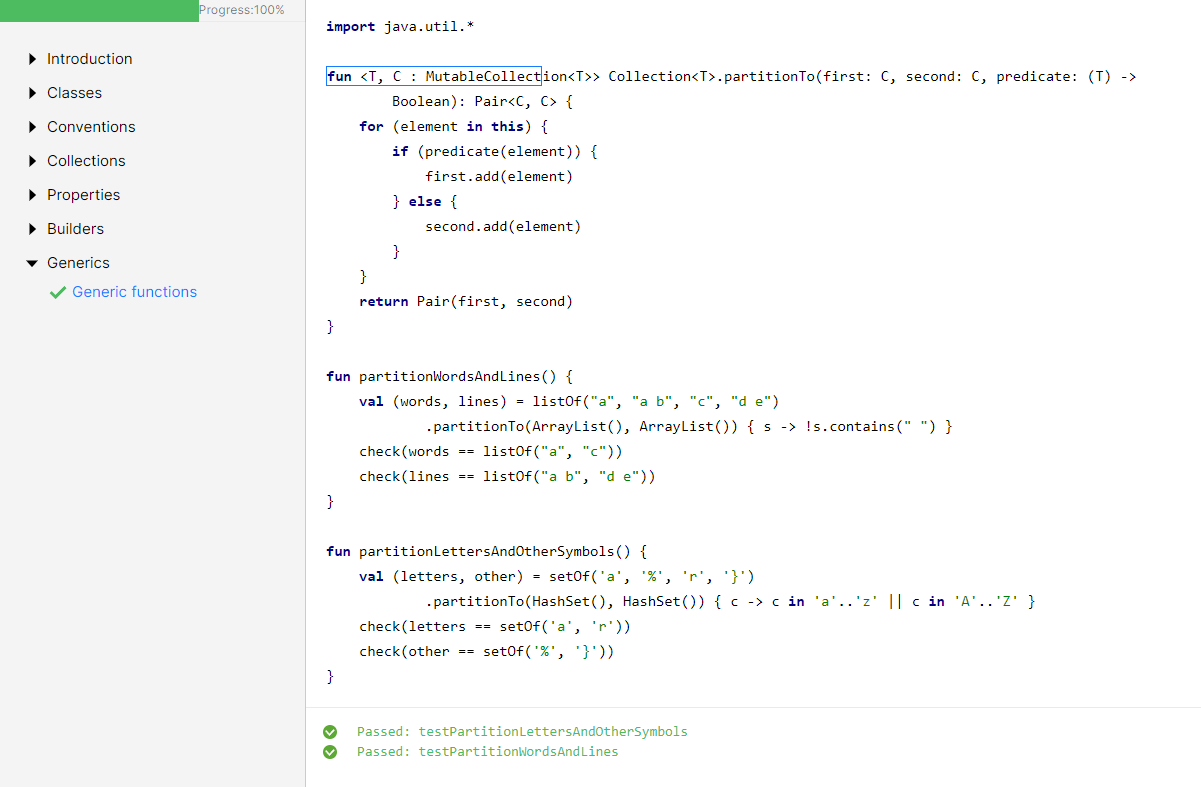 Progress:100%
Introduction
Classes
Conventions
Collections
Properties
Builders
Generics
Generic functions
import java.util.*
fun <T, C : MutableCollection<T>> Collection<T>.partitionTo(first: C, second: C, predicate: (T) ->
        Boolean): Pair<C, C> {
    for (element in this) {
        if (predicate(element)) {
            first.add(element)
        } else {
            second.add(element)
        }
    }
    return Pair(first, second)
}
fun partitionWordsAndLines() {
    val (words, lines) = listOf("a", "a b", "c", "d e")
            .partitionTo(ArrayList(), ArrayList()) { s -> !s.contains(" ") }
    check(words == listOf("a", "c"))
    check(lines == listOf("a b", "d e"))
}
fun partitionLettersAndOtherSymbols() {
    val (letters, other) = setOf('a', '%', 'r', '}')
            .partitionTo(HashSet(), HashSet()) { c -> c in 'a'..'z' || c in 'A'..'Z' }
    check(letters == setOf('a', 'r'))
    check(other == setOf('%', '}'))
}
Passed: testPartitionLettersAndOtherSymbols
Passed: testPartitionWordsAndLines